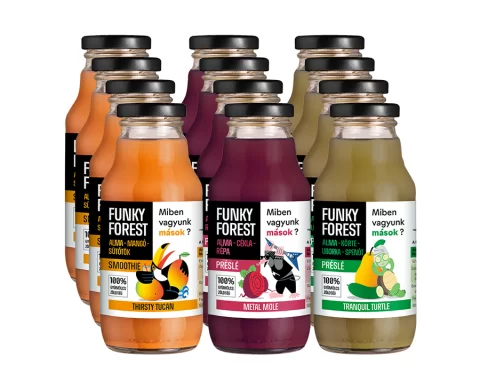 FUNKY
FOREST
ALMA - MANGÓ -
SÜTŐTÖK
SMOOTHIE
100%
Miben
vagyunk
mások ?
THIRSTY TUCAN
FUNKY
FOREST
ALMA - CÉKLA -
RÉPA
PRÉSLÉ
100%
Miben
vagyunk
mások ?
METAL MOLE
FUNKY
FOREST
ALMA - KÖRTE -
UBORKA - SPENÓT
PRÉSLÉ
100%
Miben
vagyunk
mások ?
TRANQUIL TURTLE